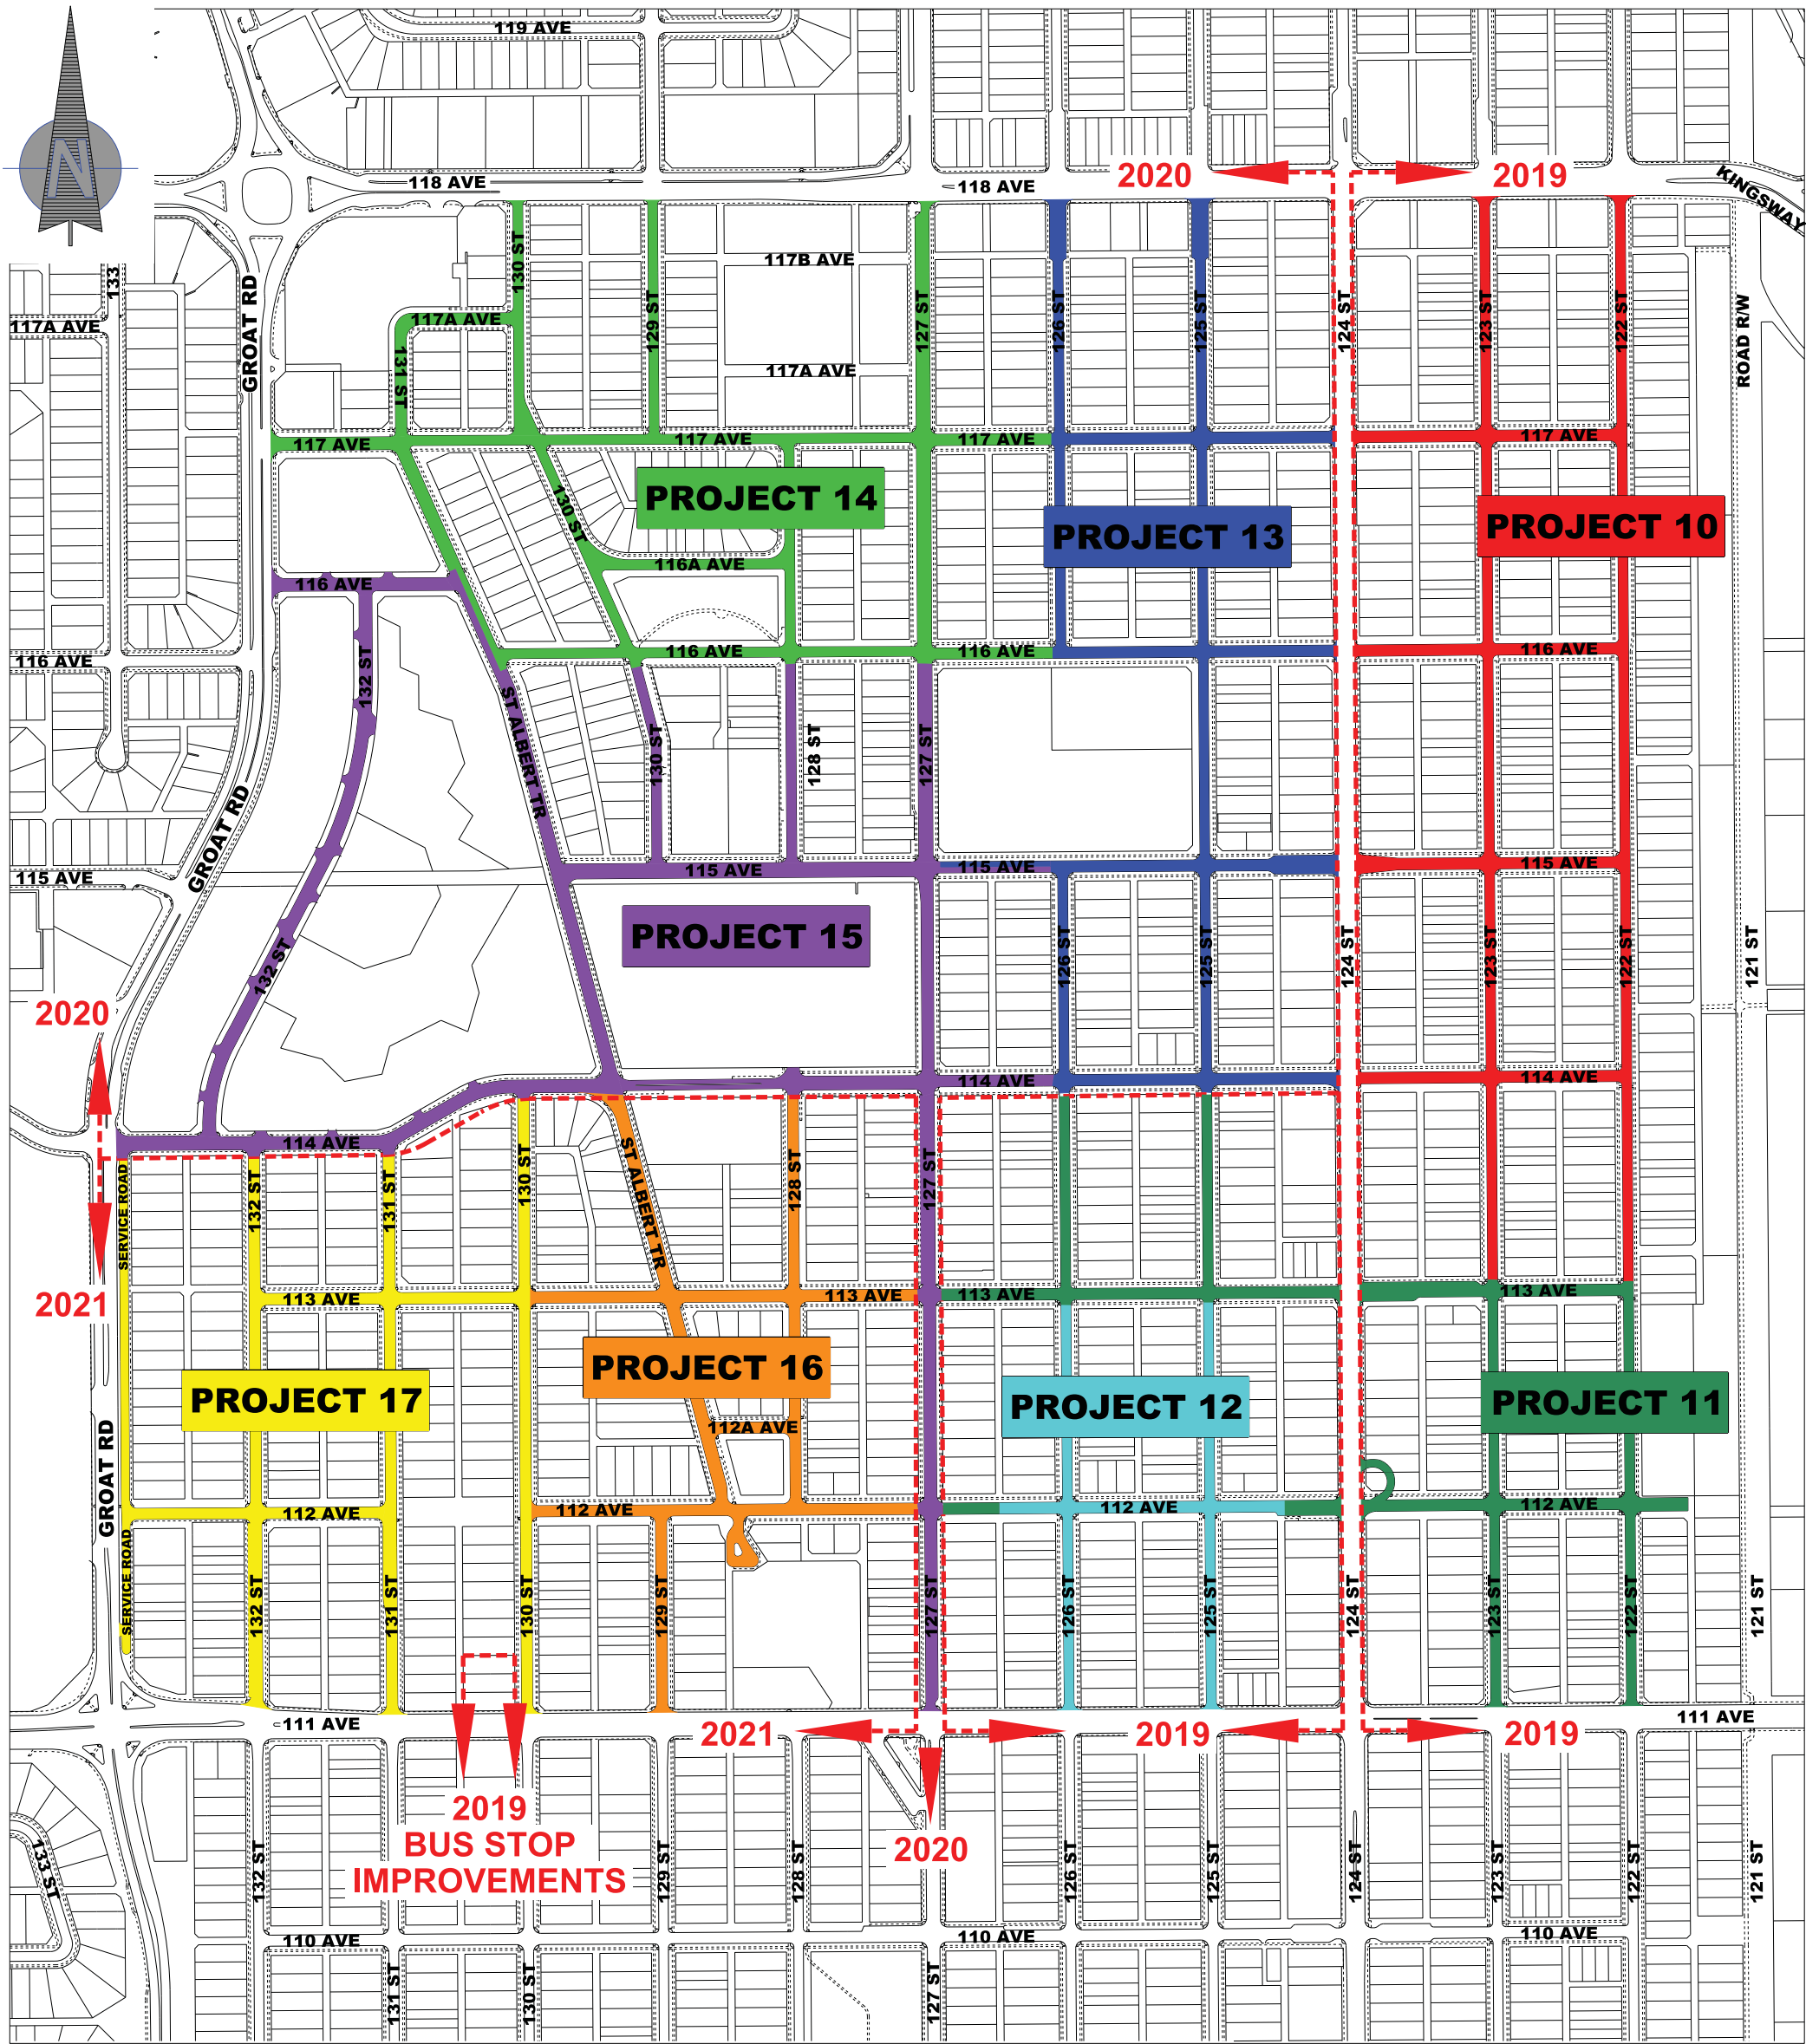 119 AVE
N
118 AVE
118 AVE
2020
2019
KINGSWAY
133
GROAT RD
130 ST
129 ST
117B AVE
127 ST
126 ST
125 ST
124 ST
123 ST
122 ST
ROAD R/W
117A AVE
117A AVE
131 ST
117A AVE
117 AVE
117 AVE
117 AVE
117 AVE
PROJECT 14
130 ST
PROJECT 13
PROJECT 10
116A AVE
116 AVE
116 AVE
116 AVE
116 AVE
116 AVE
132 ST
ST ALBERT TR
130 ST
128 ST
127 ST
GROAT RD
115 AVE
115 AVE
115 AVE
115 AVE
PROJECT 15
132 ST
126 ST
125 ST
124 ST
123 ST
122 ST
121 ST
2020
114 AVE
114 AVE
114 AVE
SERVICE ROAD
132 ST
131 ST
130 ST
ST ALBERT TR
128 ST
127 ST
2021
113 AVE
113 AVE
113 AVE
113 AVE
PROJECT 17
PROJECT 16
PROJECT 12
PROJECT 11
112A AVE
GROAT RD
112 AVE
112 AVE
112 AVE
112 AVE
SERVICE ROAD
132 ST
131 ST
130 ST
129 ST
127 ST
126 ST
125 ST
124 ST
123 ST
122 ST
121 ST
111 AVE
111 AVE
2021
2019
2019
2019
BUS STOP
IMPROVEMENTS
2020
133 ST
132 ST
129 ST
128 ST
126 ST
125 ST
124 ST
123 ST
122 ST
121 ST
110 AVE
110 AVE
110 AVE
131 ST
130 ST
127 ST